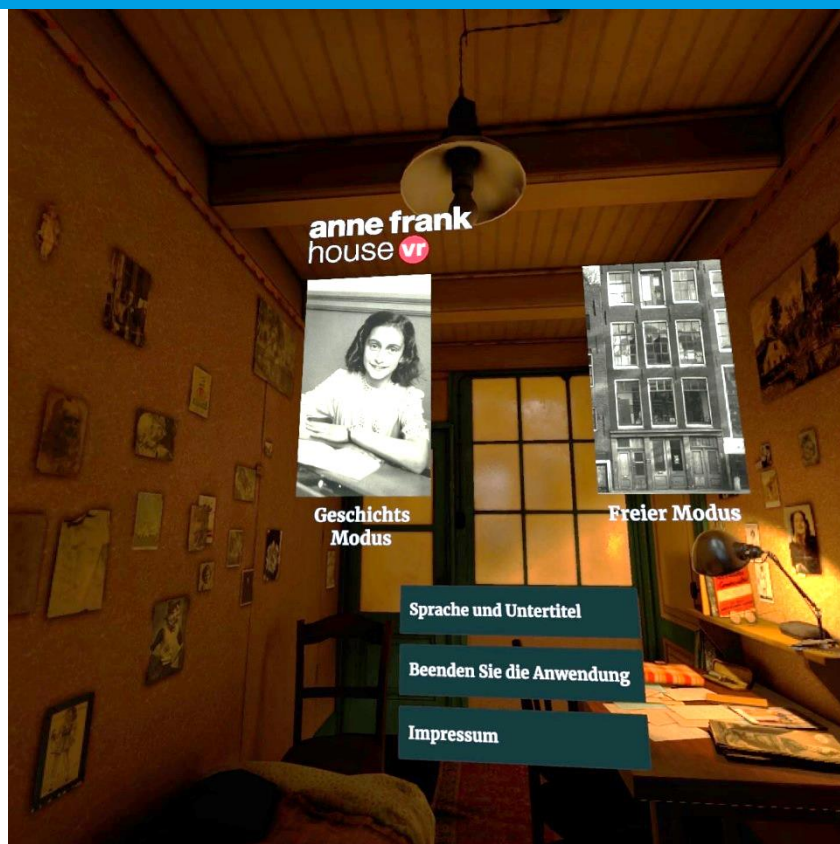 anne frank
house vr
Geschichts
Modus
Freier Modus
Sprache und Untertitel
Beenden Sie die Anwendung
Impressum